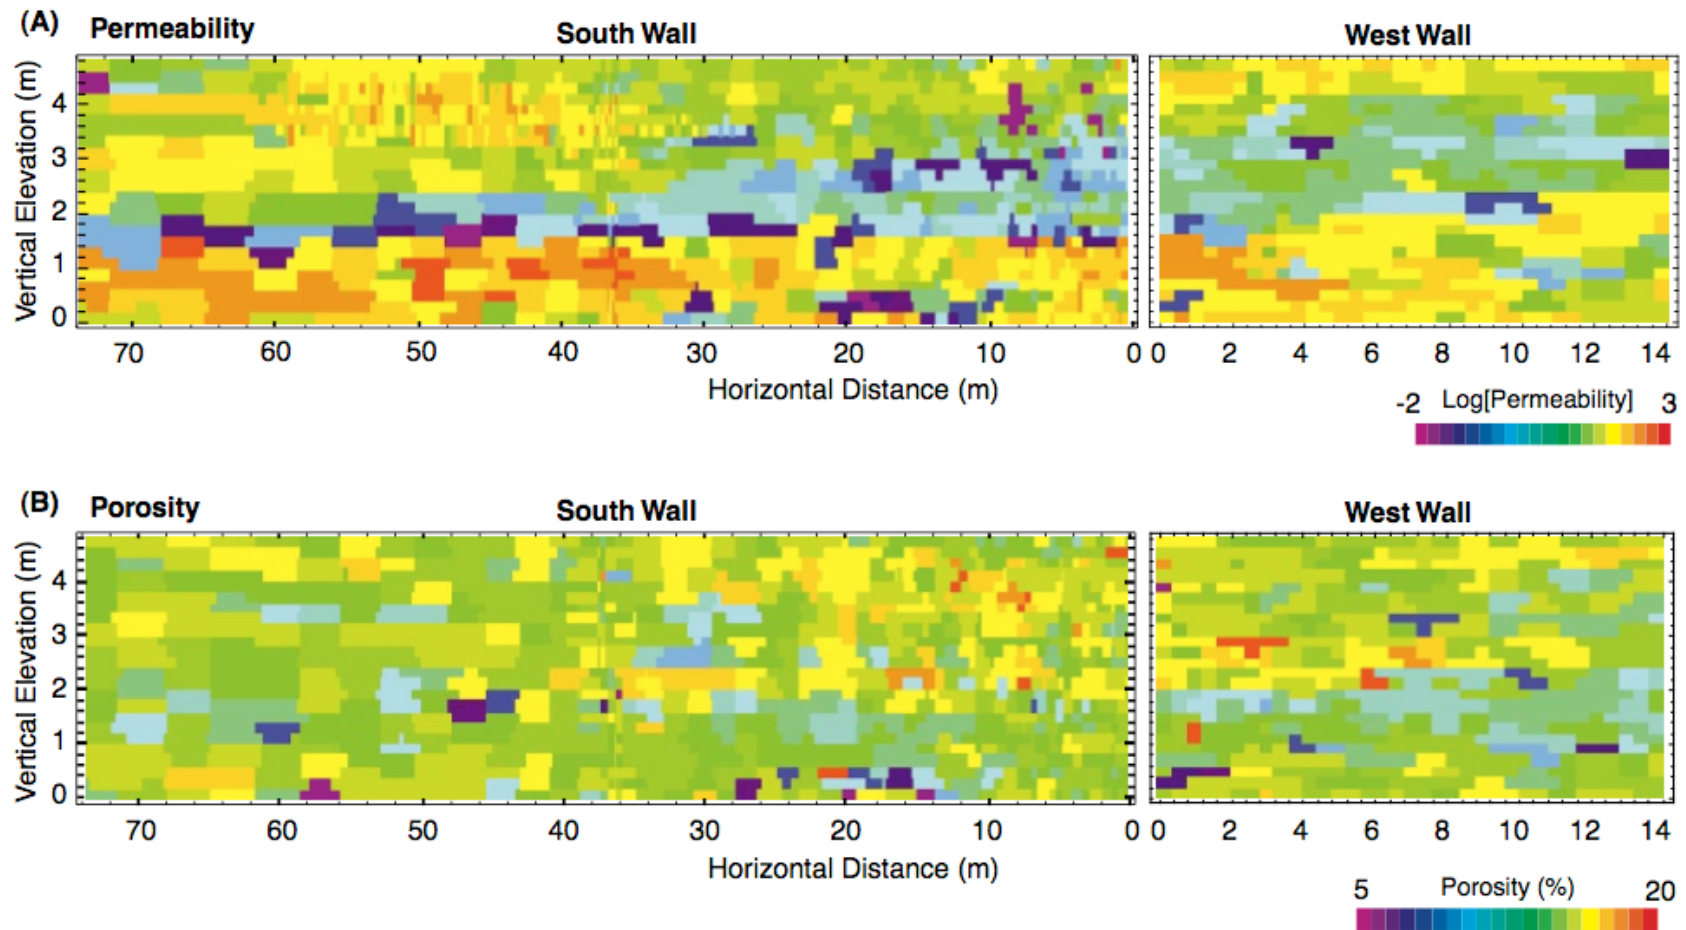 (A) Permeability South Wall West Wall
Vertical Elevation (m)
4
3
2
1
0
70 60 50 40 30 20 10 0 0 2 4 6 8 10 12 14
Horizontal Distance (m)
-2 Log[Permeability] 3
(B) Porosity South Wall West Wall
Vertical Elevation (m)
4
3
2
1
0
70 60 50 40 30 20 10 0 0 2 4 6 8 10 12 14
Horizontal Distance (m)
5 Porosity (%) 20